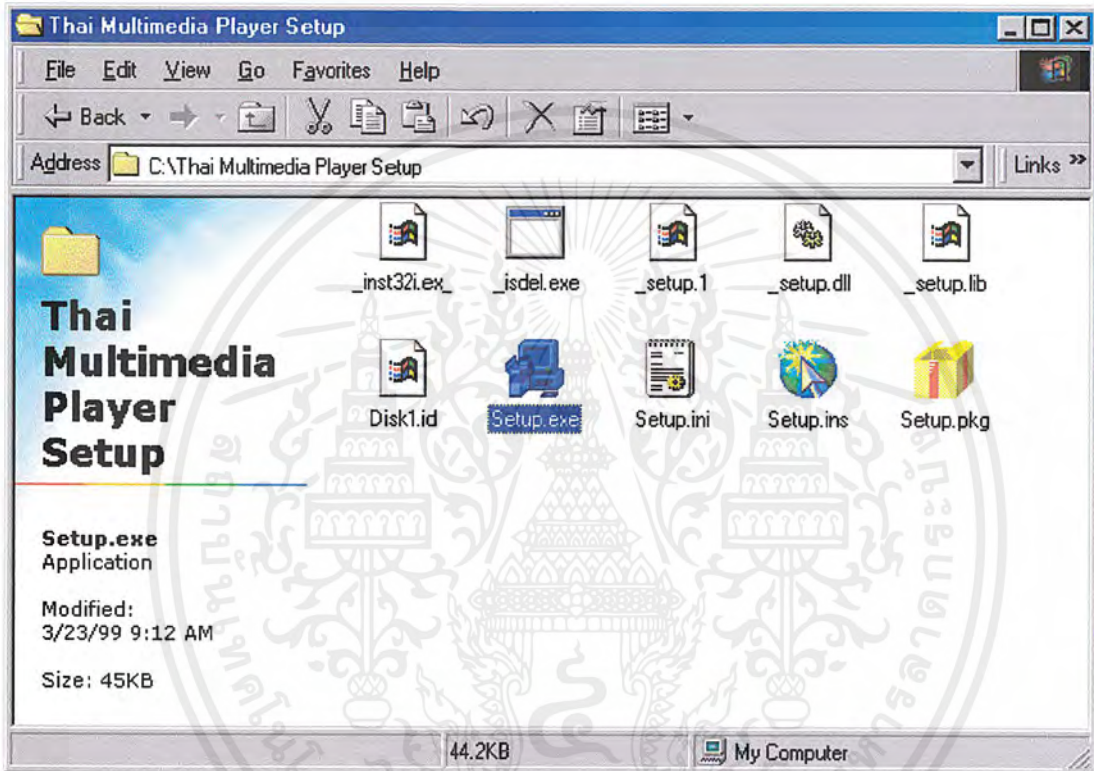 Thai Multimedia Player Setup
File Edit View Go Favorites Help
Back
Address C:\Thai Multimedia Player Setup Links »
_inst32i.ex_ _isdel.exe _setup.1 _setup.dll _setup.lib
Disk1.id Setup.exe Setup.ini Setup.ins Setup.pkg
Thai
Multimedia
Player
Setup
Setup.exe
Application
Modified:
3/23/99 9:12 AM
Size: 45KB
44.2KB My Computer